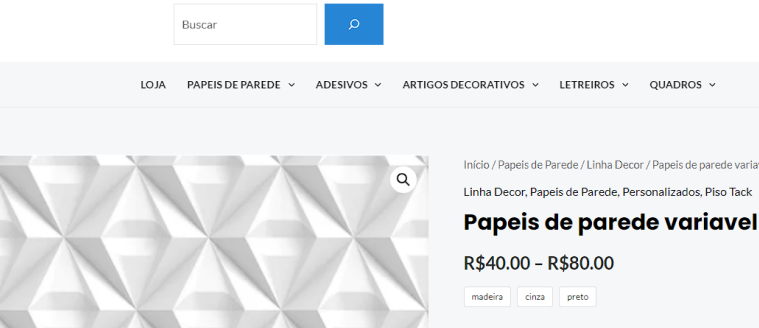 Buscar
LOJA PAPEIS DE PAREDE ADESIVOS ARTIGOS DECORATIVOS LETREIROS QUADROS
Início / Papeis de Parede / Linha Decor / Papeis de parede
Linha Decor, Papeis de Parede, Personalizados, Piso Tack
Papeis de parede variavel
R$40.00 – R$80.00
madeira cinza preto